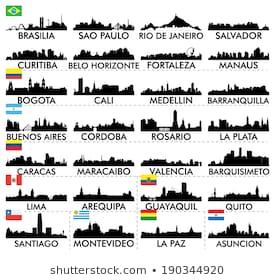 BRASILIA SAO PAULO RIO DE JANEIRO SALVADOR
CURITIBA BELO HORIZONTE FORTALEZA MANAUS
BOGOTA CALI MEDELLIN BARRANQUILLA
BUENOS AIRES CORDOBA ROSARIO LA PLATA
CARACAS MARACAIBO VALENCIA BARQUISIMETO
LIMA AREQUIPA GUAYAQUIL QUITO
SANTIAGO MONTEVIDEO LA PAZ ASUNCION
shutterstock.com · 190344920